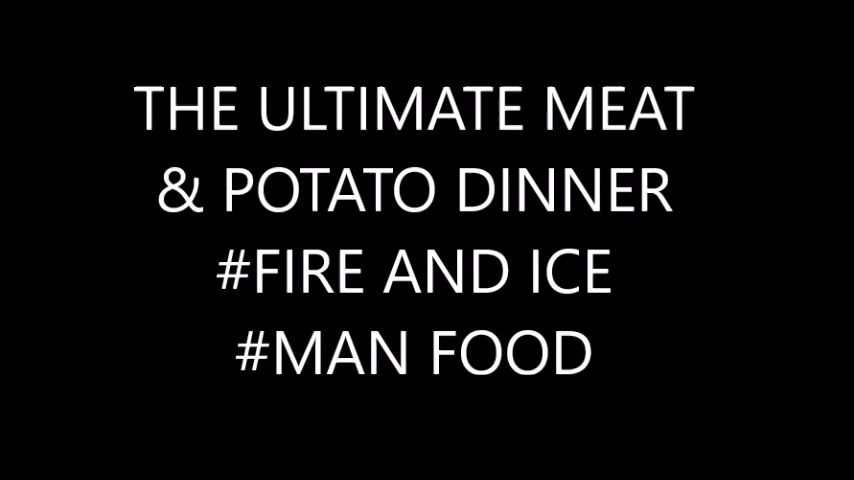 THE ULTIMATE MEAT
& POTATO DINNER
#FIRE AND ICE
#MAN FOOD